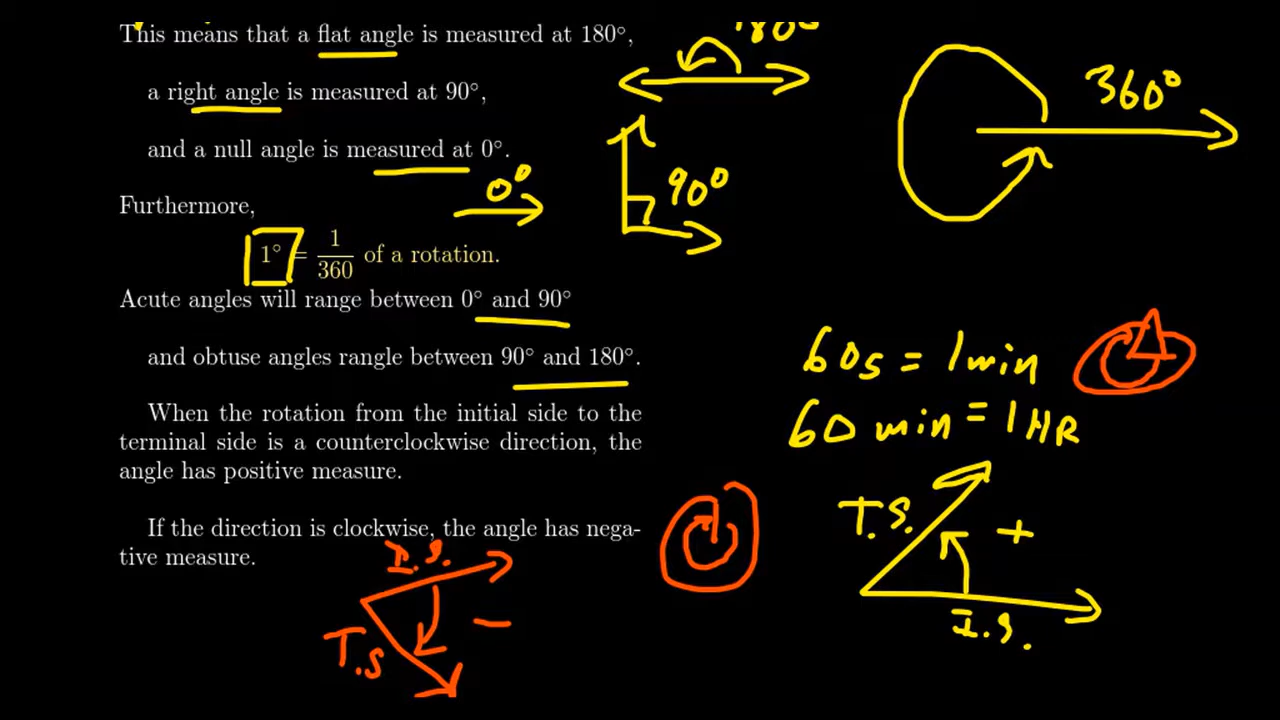 This means that a flat angle is measured at 180°,
180°
360°
a right angle is measured at 90°,
and a null angle is measured at 0°.
0°
90°
Furthermore,
1° = 1/360 of a rotation.
Acute angles will range between 0° and 90°
and obtuse angles rangle between 90° and 180°.
60s = 1min
60 min = 1HR
When the rotation from the initial side to the
terminal side is a counterclockwise direction, the
angle has positive measure.
T.S.
+
I.S.
If the direction is clockwise, the angle has nega-
tive measure.
I.S.
−
T.S